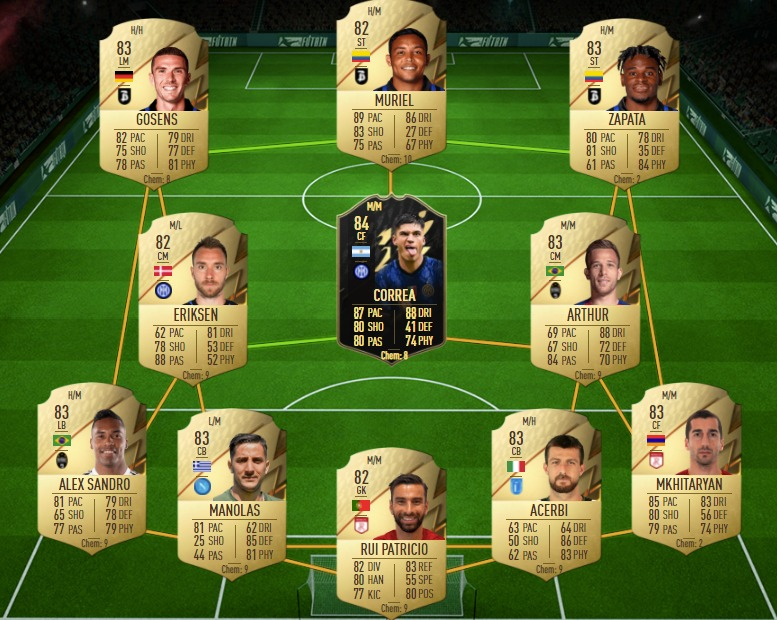 H/H
83
LM
GOSENS
82 PAC 79 DRI
75 SHO 77 DEF
78 PAS 81 PHY
Chem: 8
H/M
82
ST
MURIEL
89 PAC 86 DRI
83 SHO 27 DEF
75 PAS 67 PHY
Chem: 10
M/M
83
ST
ZAPATA
80 PAC 78 DRI
81 SHO 35 DEF
61 PAS 84 PHY
Chem: 2
M/L
82
CM
ERIKSEN
62 PAC 81 DRI
78 SHO 53 DEF
88 PAS 52 PHY
Chem: 9
M/M
84
CF
CORREA
87 PAC 88 DRI
80 SHO 41 DEF
80 PAS 74 PHY
Chem: 8
M/M
83
CM
ARTHUR
69 PAC 88 DRI
67 SHO 72 DEF
84 PAS 70 PHY
Chem: 9
H/M
83
LB
ALEX SANDRO
81 PAC 79 DRI
65 SHO 78 DEF
77 PAS 79 PHY
Chem: 9
L/M
83
CB
MANOLAS
81 PAC 62 DRI
25 SHO 85 DEF
44 PAS 81 PHY
Chem: 9
M/M
82
GK
RUI PATRICIO
82 DIV 83 REF
80 HAN 55 SPE
77 KIC 80 POS
Chem: 9
M/H
83
CB
ACERBI
63 PAC 64 DRI
50 SHO 86 DEF
62 PAS 83 PHY
Chem: 9
M/M
83
CF
MKHITARYAN
85 PAC 83 DRI
80 SHO 56 DEF
79 PAS 74 PHY
Chem: 2